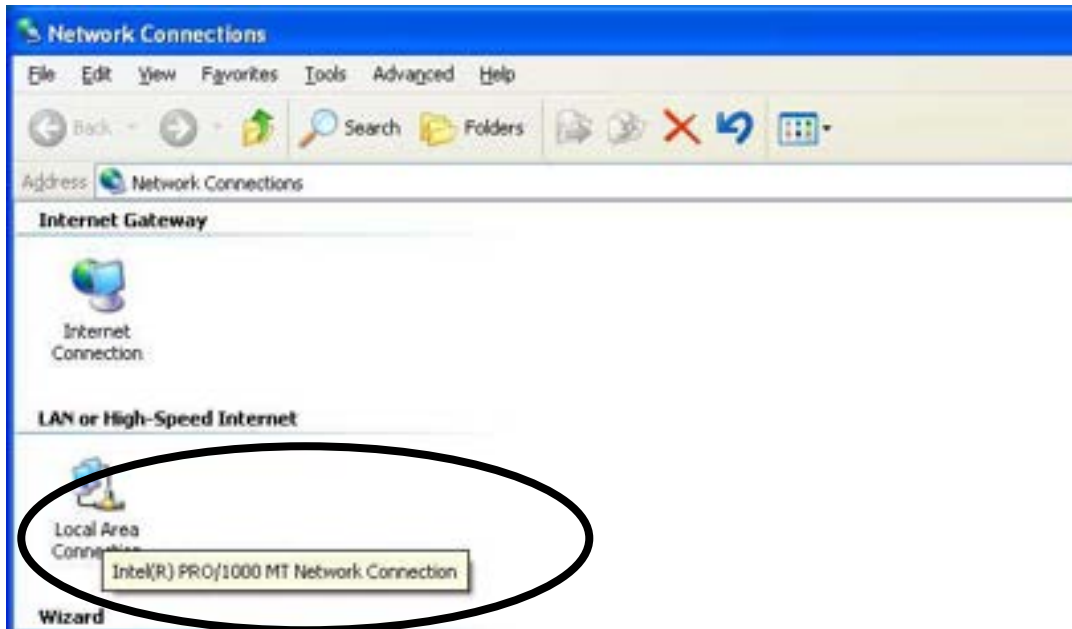 Network Connections
File Edit View Favorites Tools Advanced Help
Back Search Folders
Address Network Connections
Internet Gateway
Internet
Connection
LAN or High-Speed Internet
Local Area
Connection
Intel(R) PRO/1000 MT Network Connection
Wizard